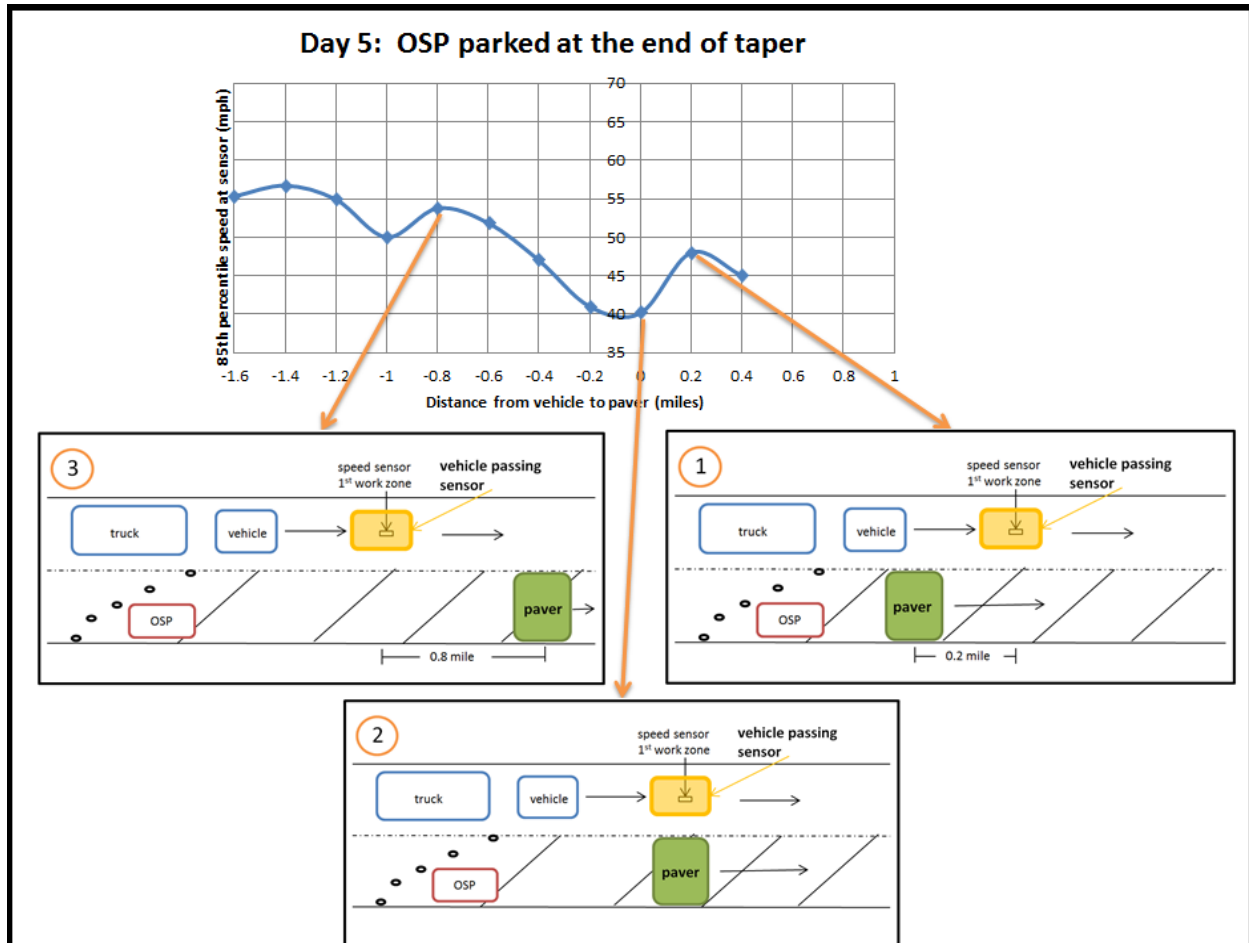 Day 5: OSP parked at the end of taper
85th percentile speed at sensor (mph)
70
65
60
55
50
45
40
35
-1.6 -1.4 -1.2 -1 -0.8 -0.6 -0.4 -0.2 0 0.2 0.4 0.6 0.8 1
Distance from vehicle to paver (miles)
3
speed sensor
1st work zone
vehicle passing
sensor
truck
vehicle
OSP
paver
0.8 mile
1
speed sensor
1st work zone
vehicle passing
sensor
truck
vehicle
OSP
paver
0.2 mile
2
speed sensor
1st work zone
vehicle passing
sensor
truck
vehicle
OSP
paver